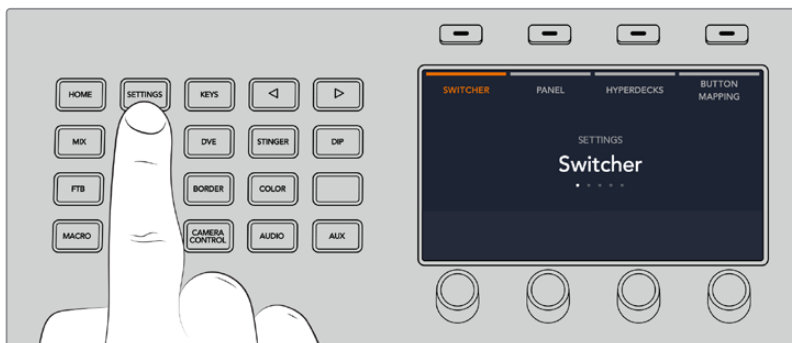 HOME
SETTINGS
KEYS
MIX
DVE
STINGER
DIP
FTB
BORDER
COLOR
MACRO
CAMERA
CONTROL
AUDIO
AUX
SWITCHER
PANEL
HYPERDECKS
BUTTON
MAPPING
SETTINGS
Switcher